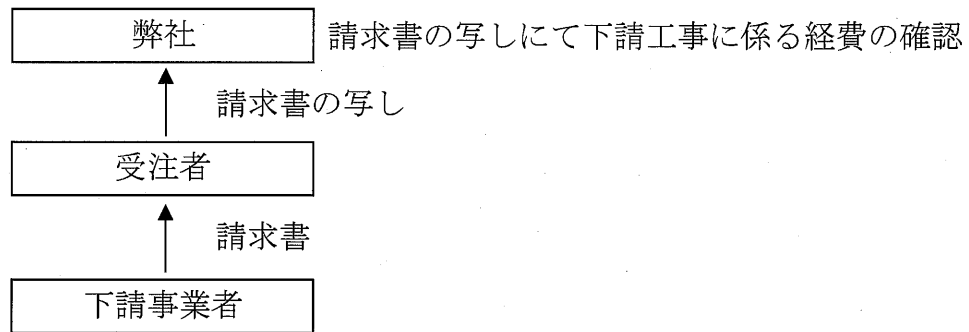 弊社
請求書の写しにて下請工事に係る経費の確認
請求書の写し
受注者
請求書
下請事業者